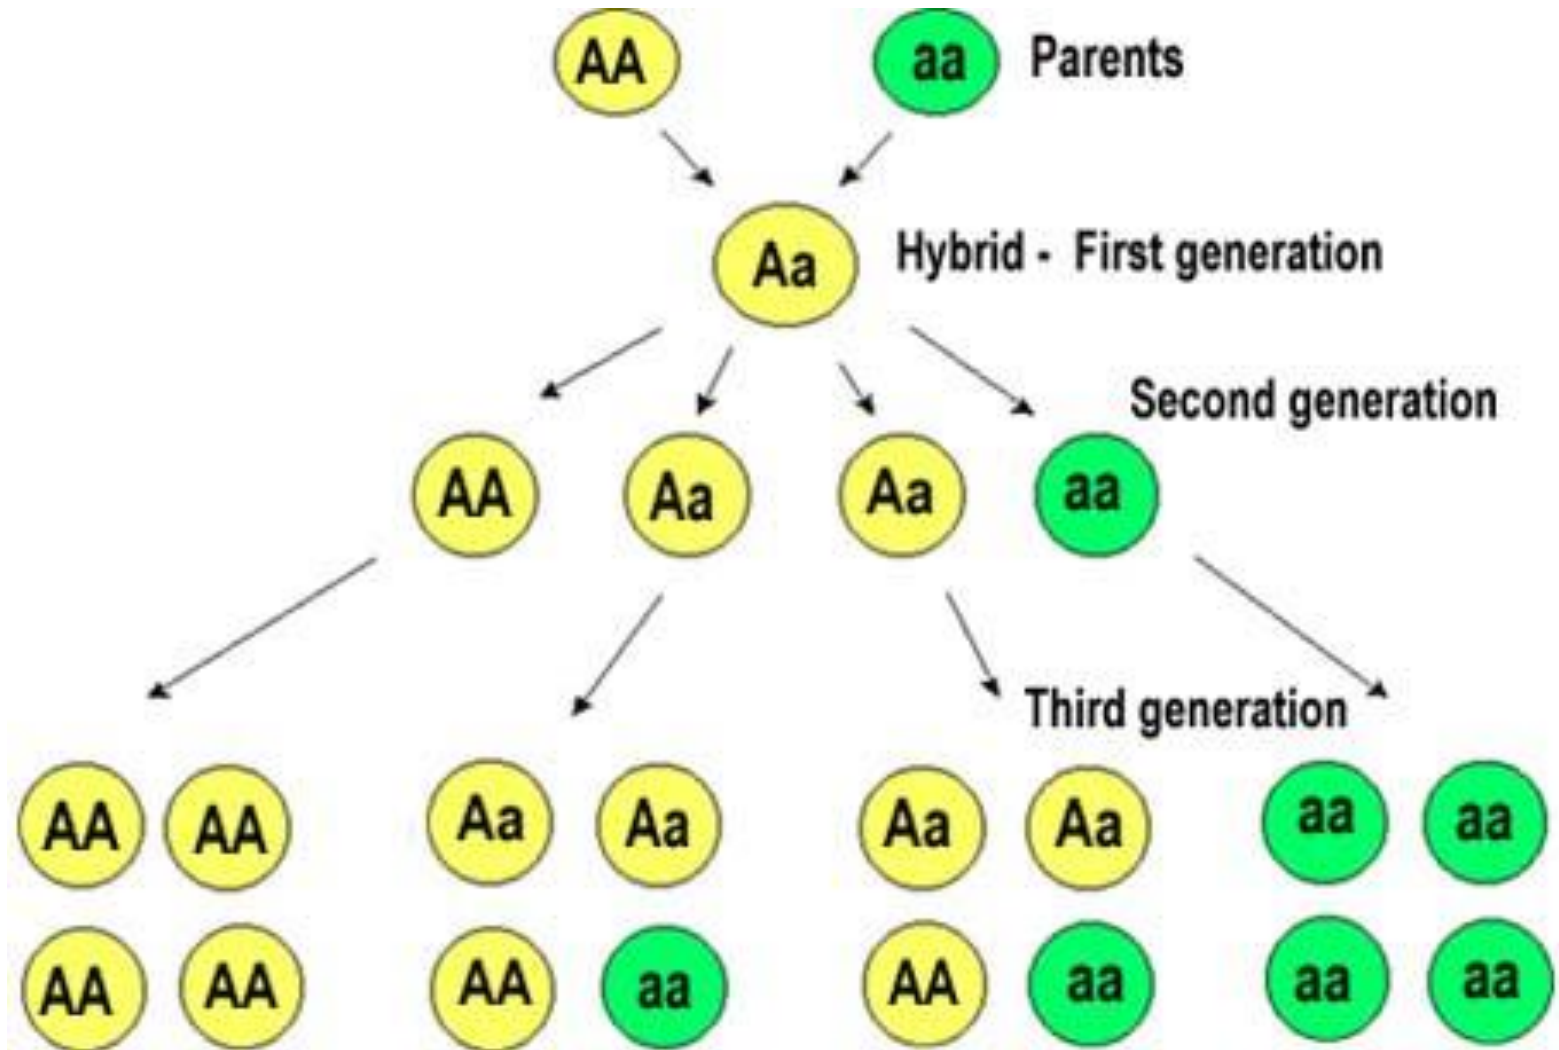 AA aa Parents
Aa Hybrid - First generation
Second generation
AA Aa Aa aa
Third generation
AA AA Aa Aa Aa Aa aa aa
AA AA AA aa AA aa aa aa